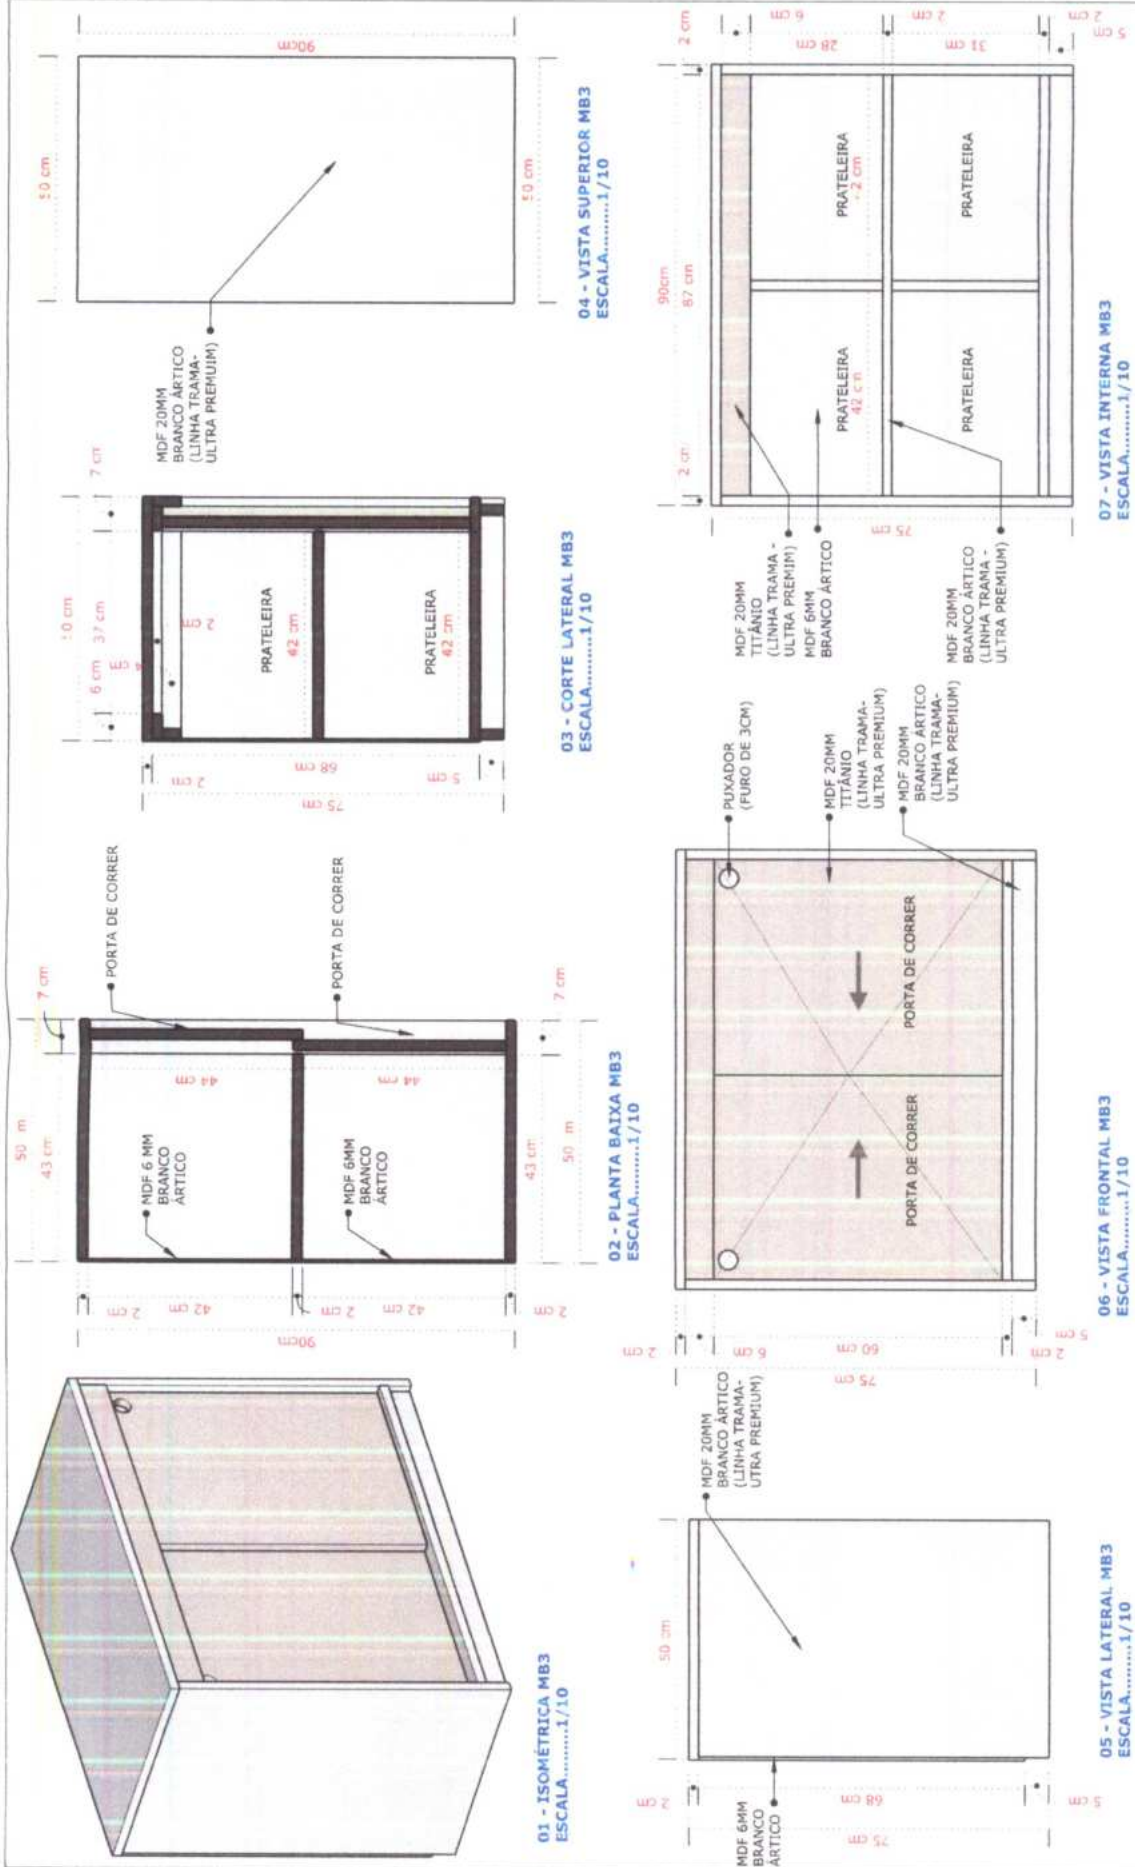 01 - ISOMÉTRICA MB3
ESCALA.........1/10
50 m
43 cm
7 cm
MDF 6 MM
BRANCO
ÁRTICO
MDF 6MM
BRANCO
ÁRTICO
PORTA DE CORRER
PORTA DE CORRER
44 cm
44 cm
2 cm
42 cm
2 cm
42 cm
2 cm
90cm
43 cm
7 cm
50 m
02 - PLANTA BAIXA MB3
ESCALA.........1/10
6 cm
37 cm
7 cm
2 cm
PRATELEIRA
42 cm
PRATELEIRA
42 cm
2 cm
68 cm
5 cm
75 cm
03 - CORTE LATERAL MB3
ESCALA.........1/10
MDF 20MM
BRANCO ÁRTICO
(LINHA TRAMA-
ULTRA PREMUIM)
90cm
04 - VISTA SUPERIOR MB3
ESCALA.........1/10
50 cm
MDF 20MM
BRANCO ÁRTICO
(LINHA TRAMA-
UTRA PREMIUM)
MDF 6MM
BRANCO
ÁRTICO
2 cm
68 cm
5 cm
75 cm
05 - VISTA LATERAL MB3
ESCALA.........1/10
PUXADOR
(FURO DE 3CM)
MDF 20MM
TITÂNIO
(LINHA TRAMA-
ULTRA PREMIUM)
MDF 20MM
BRANCO ÁRTICO
(LINHA TRAMA-
ULTRA PREMIUM)
PORTA DE CORRER
PORTA DE CORRER
2 cm
6 cm
60 cm
2 cm
5 cm
75 cm
06 - VISTA FRONTAL MB3
ESCALA.........1/10
90cm
2 cm
87 cm
2 cm
MDF 20MM
TITÂNIO
(LINHA TRAMA -
ULTRA PREMIM)
MDF 6MM
BRANCO ÁRTICO
MDF 20MM
BRANCO ÁRTICO
(LINHA TRAMA -
ULTRA PREMIUM)
PRATELEIRA
42 cm
PRATELEIRA
2 cm
PRATELEIRA
PRATELEIRA
75 cm
6 cm
28 cm
2 cm
31 cm
2 cm
5 cm
07 - VISTA INTERNA MB3
ESCALA.........1/10